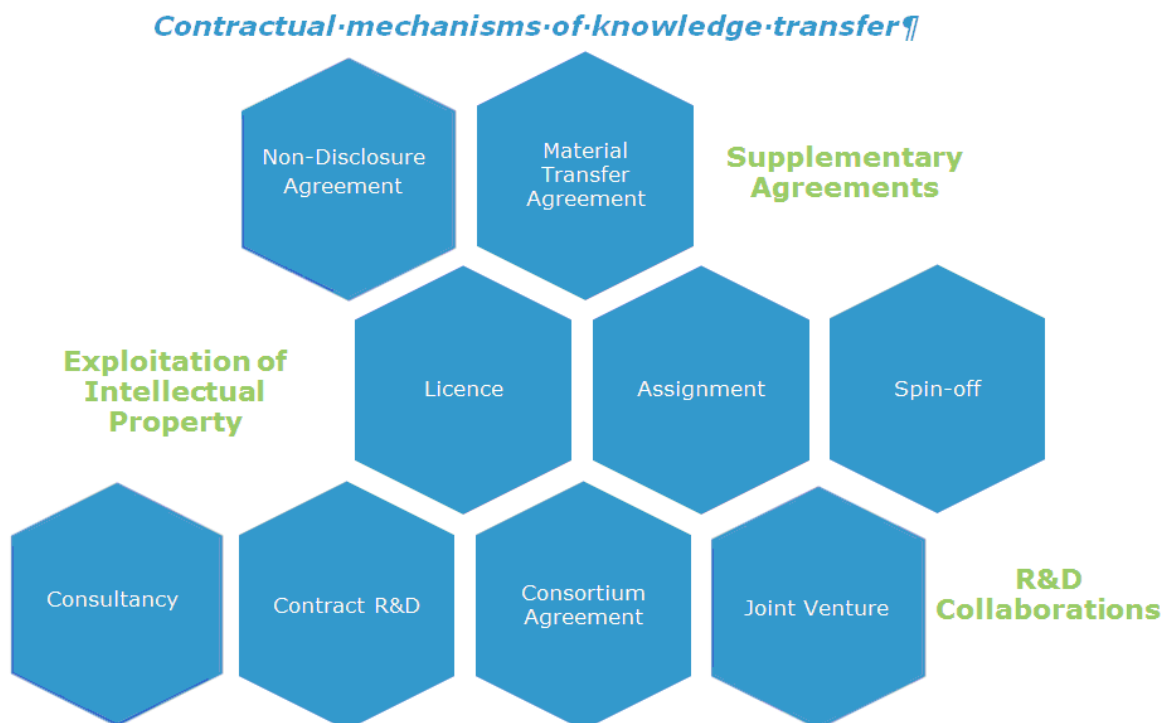 Contractual·mechanisms·of·knowledge·transfer¶
Non-Disclosure
Agreement
Material
Transfer
Agreement
Supplementary
Agreements
Exploitation of
Intellectual
Property
Licence
Assignment
Spin-off
Consultancy
Contract R&D
Consortium
Agreement
Joint Venture
R&D
Collaborations